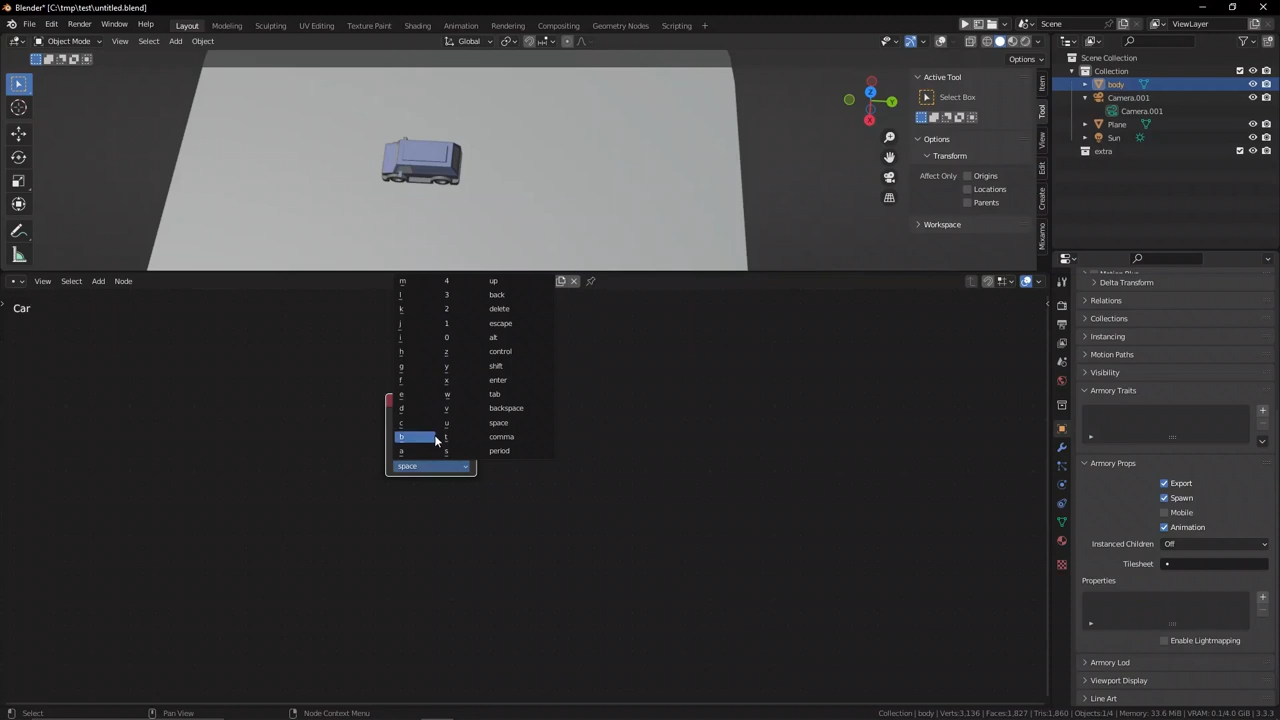 Blender* [C:\tmp\test\untitled.blend]
File Edit Render Window Help Layout Modeling Sculpting UV Editing Texture Paint Shading Animation Rendering Compositing Geometry Nodes Scripting + Scene ViewLayer
Object Mode View Select Add Object Global
Options
Scene Collection
Collection
body
Camera.001
Camera.001
Plane
Sun
extra
Z
Y
X
Active Tool
Select Box
Options
Transform
Affect Only Origins
Locations
Parents
Workspace
Item
Tool
View
Edit
Create
Mixamo
View Select Add Node
Car
m 4 up
l 3 back
k 2 delete
j 1 escape
i 0 alt
h z control
g y shift
f x enter
e w tab
d v backspace
c u space
b t comma
a s period
space
Delta Transform
Relations
Collections
Instancing
Motion Paths
Visibility
Armory Traits
Armory Props
Export
Spawn
Mobile
Animation
Instanced Children Off
Tilesheet
Properties
Enable Lightmapping
Armory Lod
Viewport Display
Line Art
Select Pan View Node Context Menu Collection | body | Verts:3,136 | Faces:1,827 | Tris:1,860 | Objects:1/4 | Memory: 33.6 MiB | VRAM: 0.1/4.0 GiB | 3.3.3